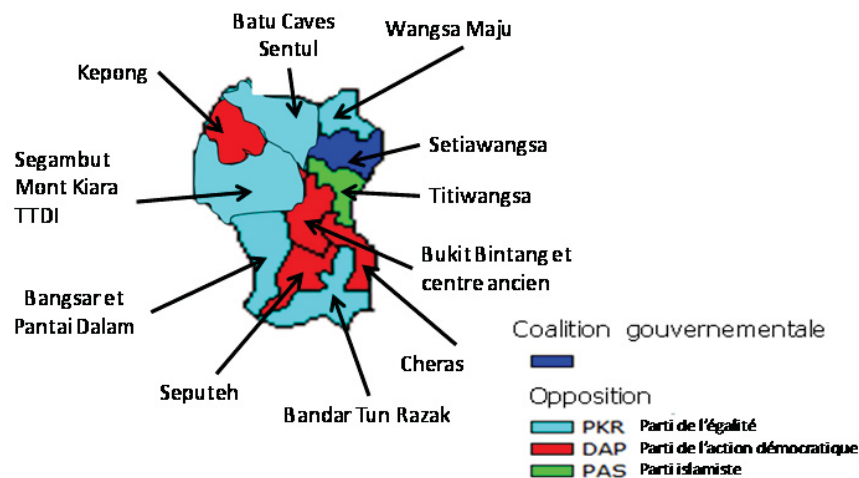 Batu Caves
Sentul
Wangsa Maju
Kepong
Setiawangsa
Segambut
Mont Kiara
TTDI
Titiwangsa
Bukit Bintang et
centre ancien
Bangsar et
Pantai Dalam
Cheras
Seputeh
Bandar Tun Razak
Coalition gouvernementale
Opposition
PKR Parti de l'égalité
DAP Parti de l'action démocratique
PAS Parti islamiste